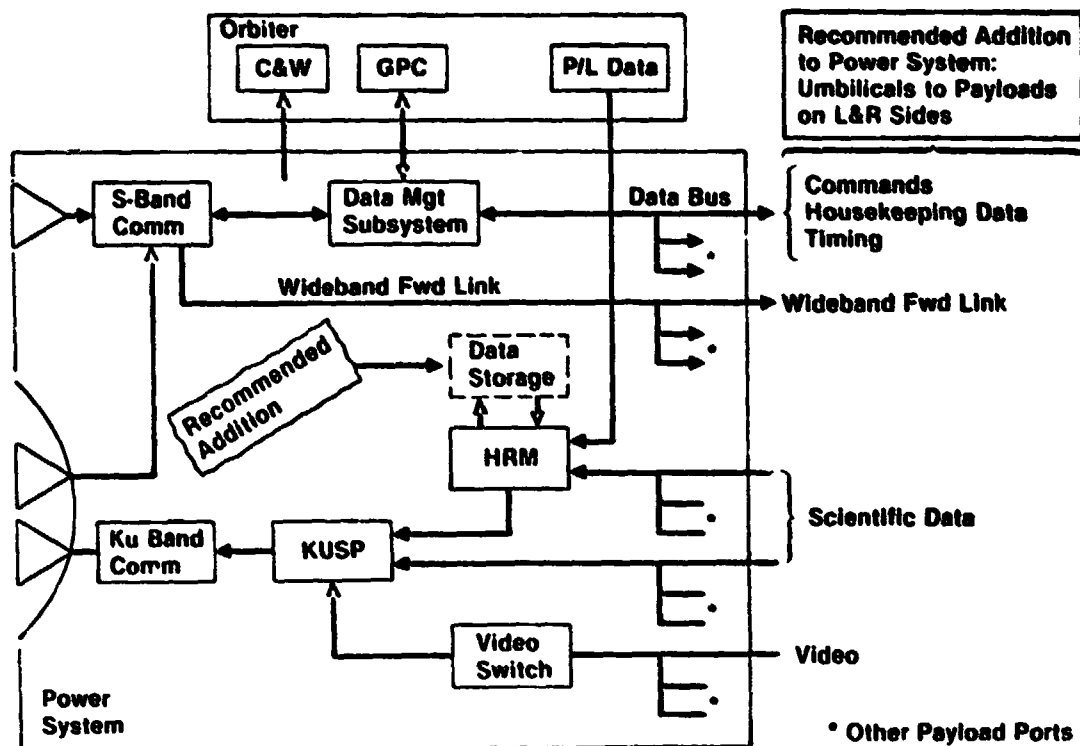 Orbiter
C&W
GPC
P/L Data
Recommended Addition
to Power System:
Umbilicals to Payloads
on L&R Sides
S-Band
Comm
Data Mgt
Subsystem
Data Bus
Commands
Housekeeping Data
Timing
*
Wideband Fwd Link
Wideband Fwd Link
*
Recommended
Addition
Data
Storage
HRM
*
Scientific Data
Ku Band
Comm
KUSP
*
Video
Switch
Video
*
Power
System
* Other Payload Ports